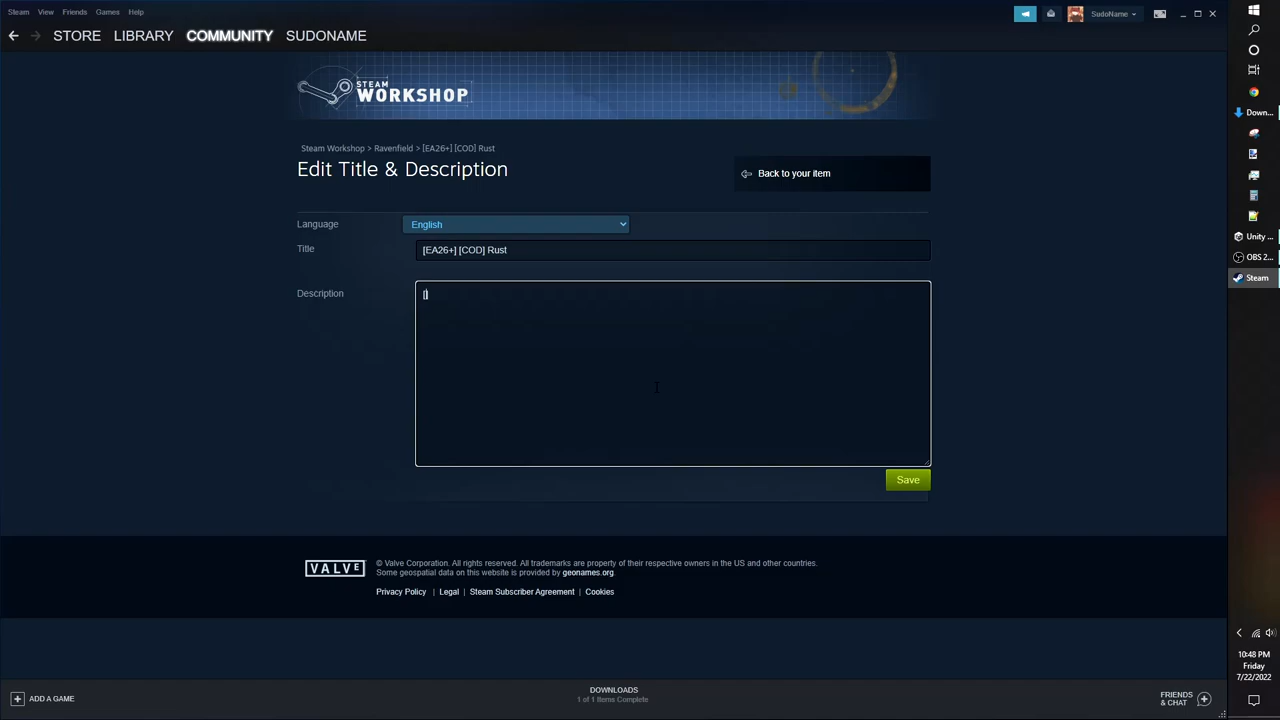 Steam View Friends Games Help
SudoName
STORE LIBRARY COMMUNITY SUDONAME
STEAM
WORKSHOP
Steam Workshop > Ravenfield > [EA26+] [COD] Rust
Edit Title & Description
Back to your item
Language
English
Title
[EA26+] [COD] Rust
Description
[
Save
VALVE
© Valve Corporation. All rights reserved. All trademarks are property of their respective owners in the US and other countries.
Some geospatial data on this website is provided by geonames.org.
Privacy Policy | Legal | Steam Subscriber Agreement | Cookies
ADD A GAME
DOWNLOADS
1 of 1 Items Complete
FRIENDS
& CHAT
Down...
Unity ...
OBS 2...
Steam
10:48 PM
Friday
7/22/2022